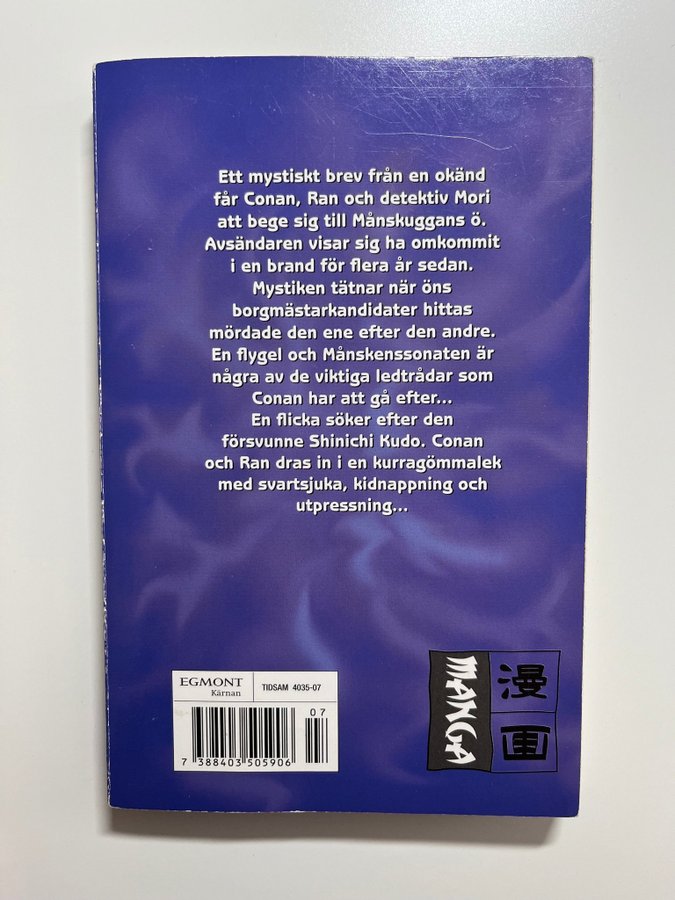 Ett mystiskt brev från en okänd
får Conan, Ran och detektiv Mori
att bege sig till Månskuggans ö.
Avsändaren visar sig ha omkommit
i en brand för flera år sedan.
Mystiken tätnar när öns
borgmästarkandidater hittas
mördade den ene efter den andre.
En flygel och Månskenssonaten är
några av de viktiga ledtrådar som
Conan har att gå efter...
En flicka söker efter den
försvunne Shinichi Kudo. Conan
och Ran dras in i en kurragömmalek
med svartsjuka, kidnappning och
utpressning...
EGMONT
Kärnan
TIDSAM 4035-07
07
7 388403 505906
MANGA
漫画